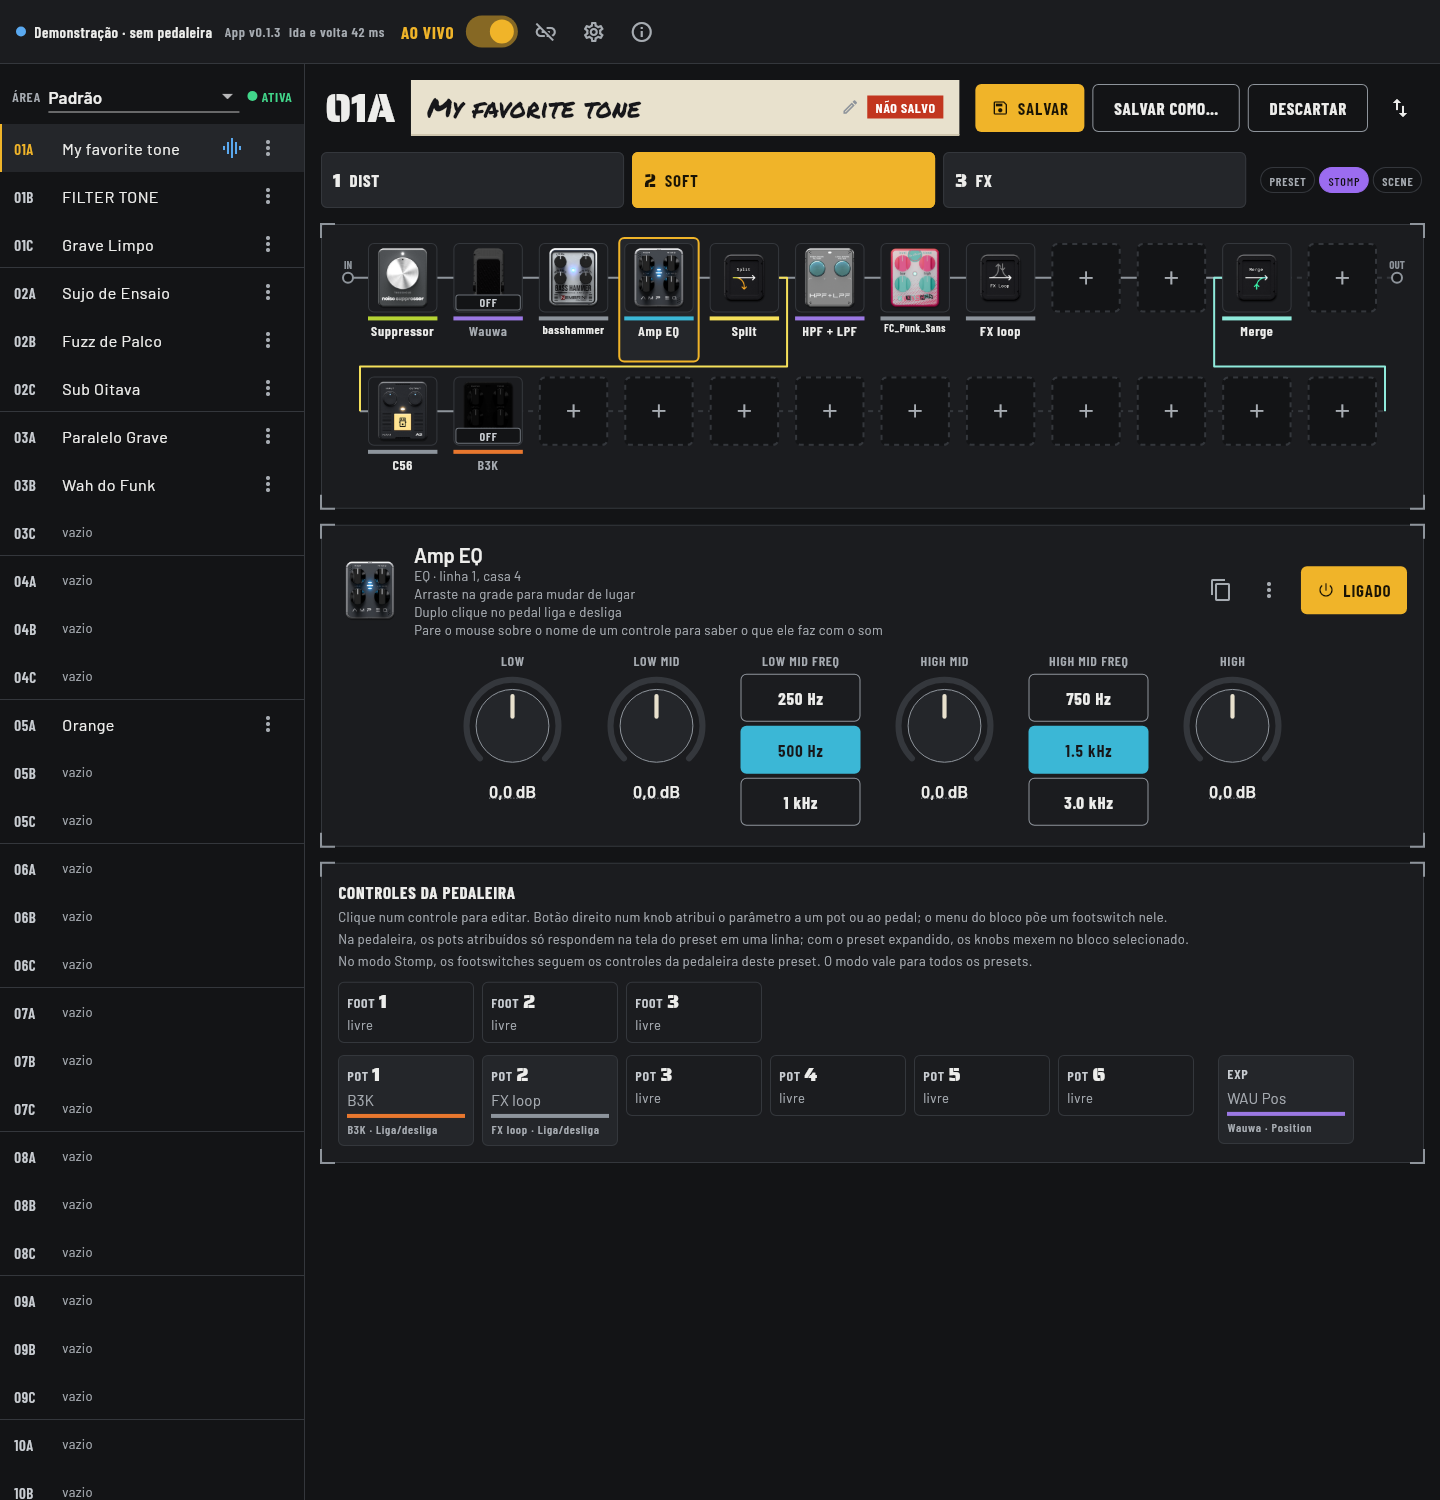 Demonstração · sem pedaleira App v0.1.3 Ida e volta 42 ms AO VIVO
ÁREA Padrão ATIVA
01A My favorite tone
01B FILTER TONE
01C Grave Limpo
02A Sujo de Ensaio
02B Fuzz de Palco
02C Sub Oitava
03A Paralelo Grave
03B Wah do Funk
03C vazio
04A vazio
04B vazio
04C vazio
05A Orange
05B vazio
05C vazio
06A vazio
06B vazio
06C vazio
07A vazio
07B vazio
07C vazio
08A vazio
08B vazio
08C vazio
09A vazio
09B vazio
09C vazio
10A vazio
10B vazio
01A My favorite tone NÃO SALVO SALVAR SALVAR COMO... DESCARTAR
1 DIST 2 SOFT 3 FX PRESET STOMP SCENE
IN OUT
Suppressor Wauwa basshammer Amp EQ Split HPF + LPF FC_Punk_Sans FX loop Merge
OFF
noise suppressor
BASS HAMMER
AMP EQ
Split
HPF+LPF
FX Loop
Merge
OFF
C56 B3K
Amp EQ
EQ · linha 1, casa 4
Arraste na grade para mudar de lugar
Duplo clique no pedal liga e desliga
Pare o mouse sobre o nome de um controle para saber o que ele faz com o som
AMP EQ
LIGADO
LOW LOW MID LOW MID FREQ HIGH MID HIGH MID FREQ HIGH
250 Hz 750 Hz
500 Hz 1.5 kHz
0,0 dB 0,0 dB 1 kHz 0,0 dB 3.0 kHz 0,0 dB
CONTROLES DA PEDALEIRA
Clique num controle para editar. Botão direito num knob atribui o parâmetro a um pot ou ao pedal; o menu do bloco põe um footswitch nele.
Na pedaleira, os pots atribuídos só respondem na tela do preset em uma linha; com o preset expandido, os knobs mexem no bloco selecionado.
No modo Stomp, os footswitches seguem os controles da pedaleira deste preset. O modo vale para todos os presets.
FOOT 1 FOOT 2 FOOT 3
livre livre livre
POT 1 POT 2 POT 3 POT 4 POT 5 POT 6 EXP
B3K FX loop livre livre livre livre WAU Pos
B3K · Liga/desliga FX loop · Liga/desliga Wauwa · Position